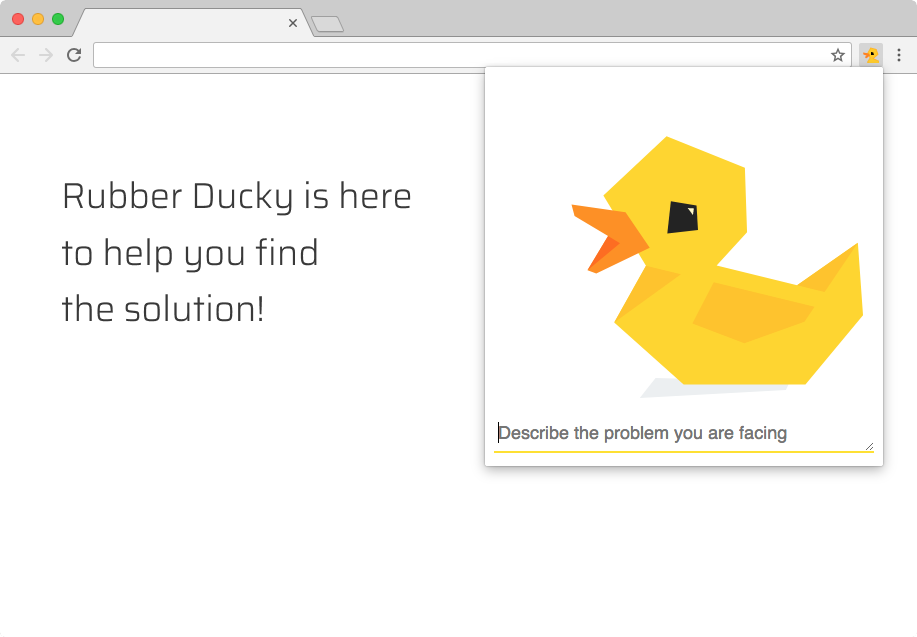 Rubber Ducky is here
to help you find
the solution!
Describe the problem you are facing